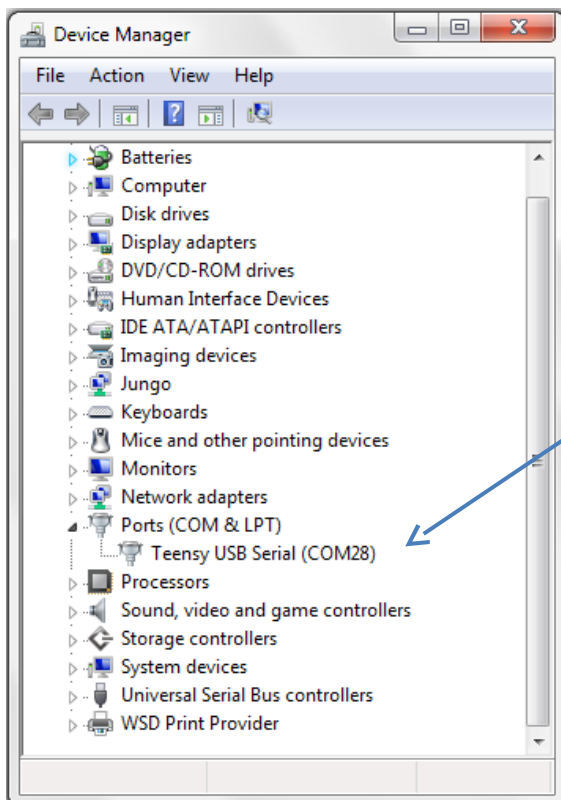 Device Manager
File Action View Help
Batteries
Computer
Disk drives
Display adapters
DVD/CD-ROM drives
Human Interface Devices
IDE ATA/ATAPI controllers
Imaging devices
Jungo
Keyboards
Mice and other pointing devices
Monitors
Network adapters
Ports (COM & LPT)
Teensy USB Serial (COM28)
Processors
Sound, video and game controllers
Storage controllers
System devices
Universal Serial Bus controllers
WSD Print Provider